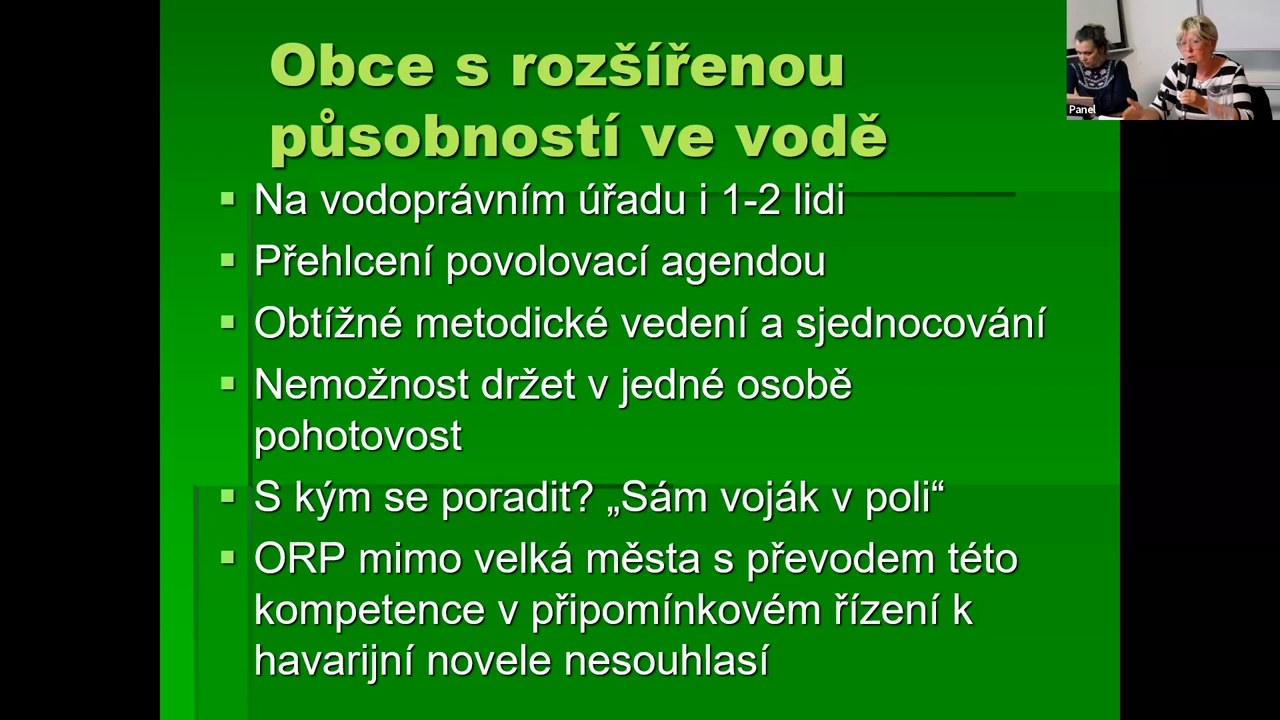 Obce s rozšířenou
působností ve vodě
Na vodoprávním úřadu i 1-2 lidi
Přehlcení povolovací agendou
Obtížné metodické vedení a sjednocování
Nemožnost držet v jedné osobě
pohotovost
S kým se poradit? „Sám voják v poli“
ORP mimo velká města s převodem této
kompetence v připomínkovém řízení k
havarijní novele nesouhlasí
Panel